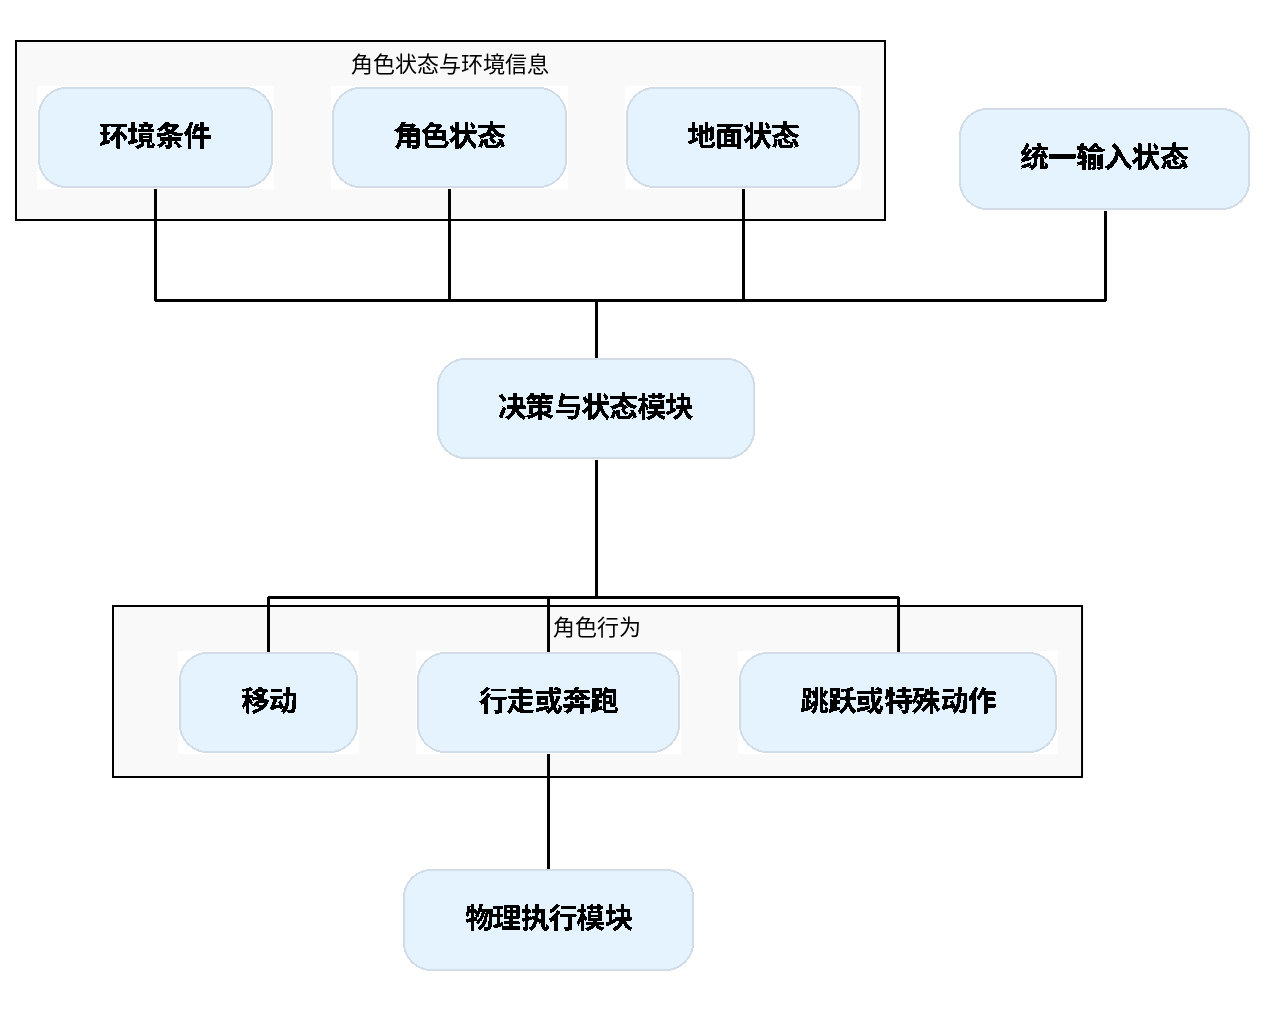 角色状态与环境信息
环境条件
角色状态
地面状态
统一输入状态
决策与状态模块
角色行为
移动
行走或奔跑
跳跃或特殊动作
物理执行模块